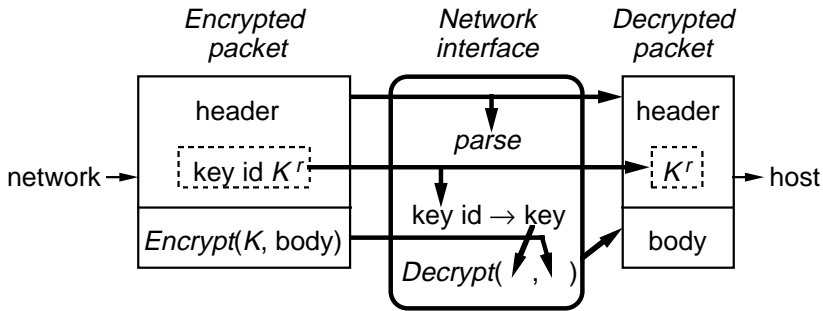 Encrypted packet
Network interface
Decrypted packet
header
header
parse
network
key id K^r
K^r
host
key id → key
Encrypt(K, body)
Decrypt( , )
body